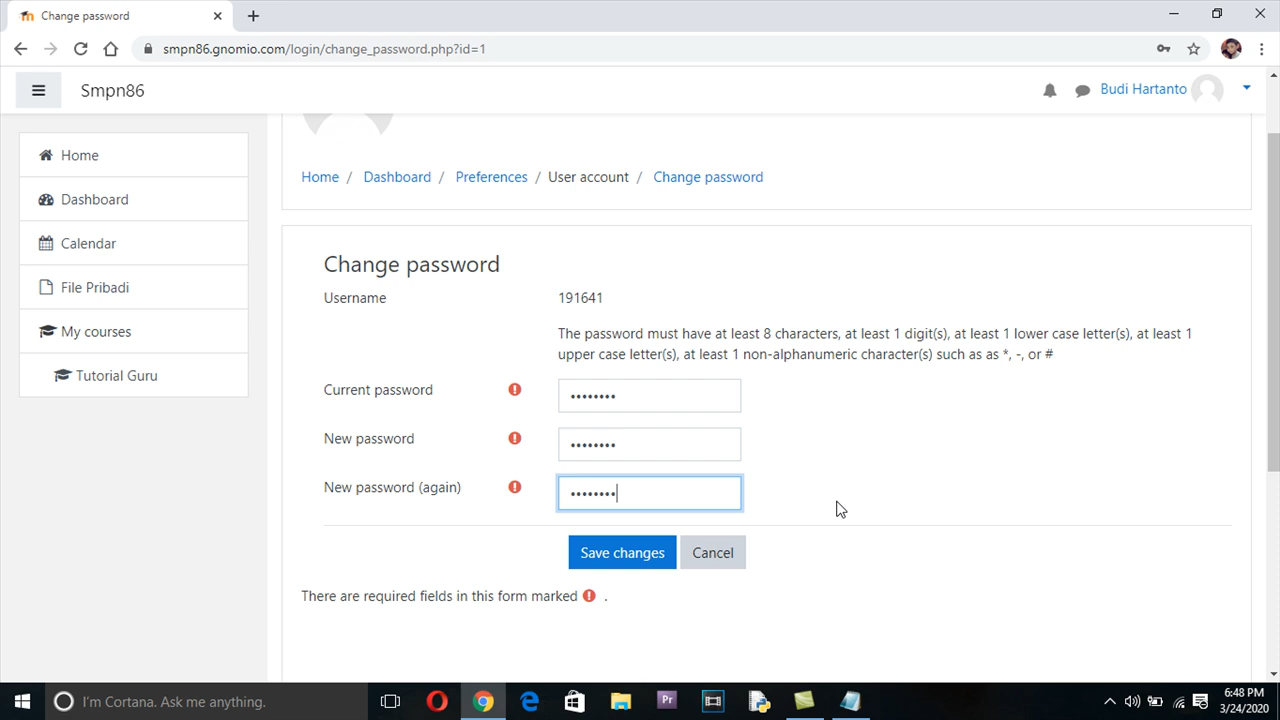 Change password
smpn86.gnomio.com/login/change_password.php?id=1
Smpn86
Budi Hartanto
Home
Dashboard
Calendar
File Pribadi
My courses
Tutorial Guru
Home / Dashboard / Preferences / User account / Change password
Change password
Username 191641
The password must have at least 8 characters, at least 1 digit(s), at least 1 lower case letter(s), at least 1
upper case letter(s), at least 1 non-alphanumeric character(s) such as as *, -, or #
Current password ••••••••
New password ••••••••
New password (again) ••••••••
Save changes Cancel
There are required fields in this form marked .
I'm Cortana. Ask me anything.
Pr
6:48 PM
3/24/2020